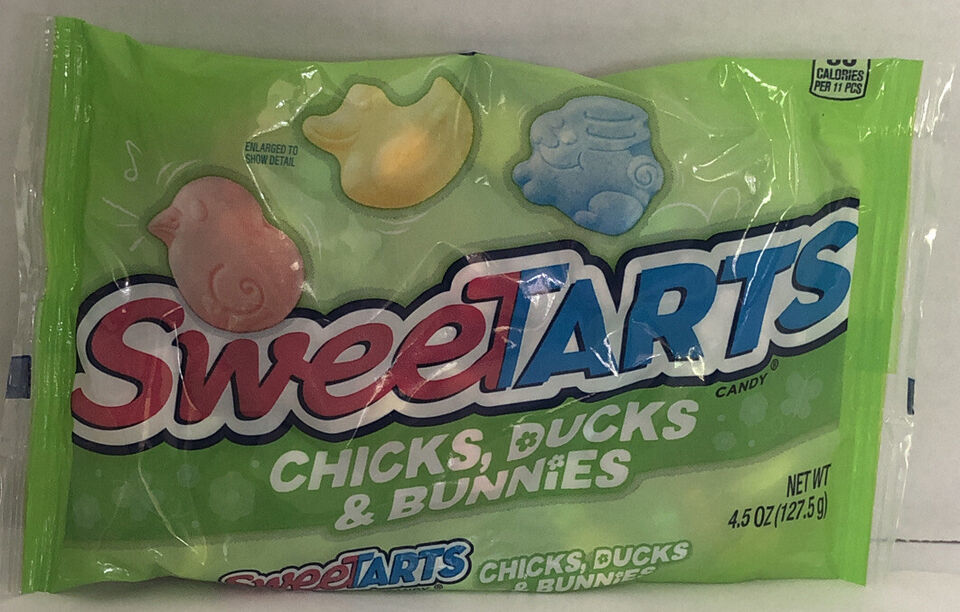 CALORIES
PER 11 PCS
ENLARGED TO
SHOW DETAIL
SWEETARTS
CANDY®
CHICKS, DUCKS
& BUNNiES
NET WT
4.5 OZ (127.5 g)
SWEETARTS
CHICKS, DUCKS
& BUNNiES